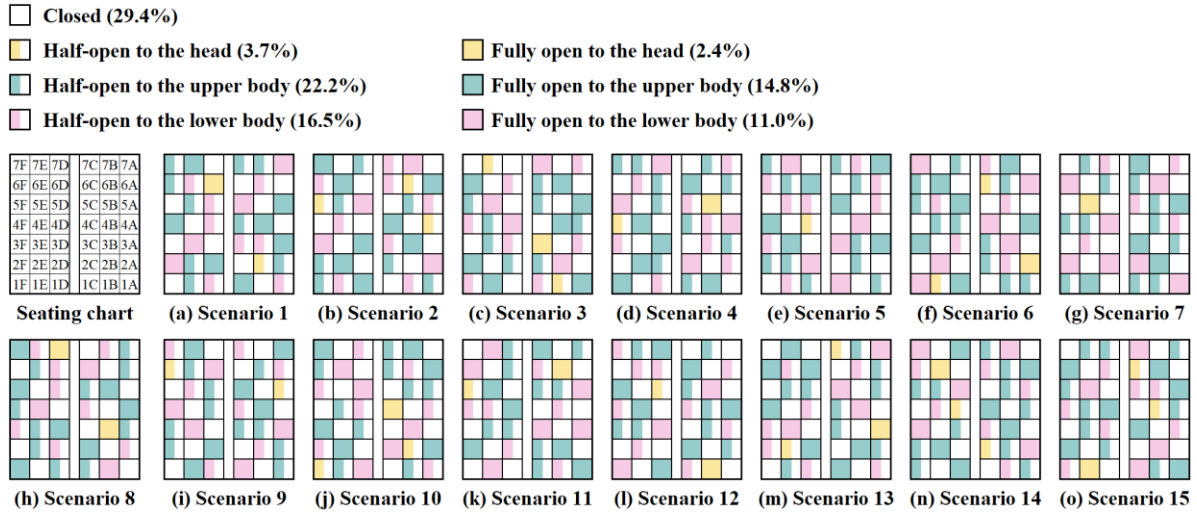 Closed (29.4%)
Half-open to the head (3.7%) Fully open to the head (2.4%)
Half-open to the upper body (22.2%) Fully open to the upper body (14.8%)
Half-open to the lower body (16.5%) Fully open to the lower body (11.0%)
7F 7E 7D 7C 7B 7A
6F 6E 6D 6C 6B 6A
5F 5E 5D 5C 5B 5A
4F 4E 4D 4C 4B 4A
3F 3E 3D 3C 3B 3A
2F 2E 2D 2C 2B 2A
1F 1E 1D 1C 1B 1A
Seating chart (a) Scenario 1 (b) Scenario 2 (c) Scenario 3 (d) Scenario 4 (e) Scenario 5 (f) Scenario 6 (g) Scenario 7
(h) Scenario 8 (i) Scenario 9 (j) Scenario 10 (k) Scenario 11 (l) Scenario 12 (m) Scenario 13 (n) Scenario 14 (o) Scenario 15